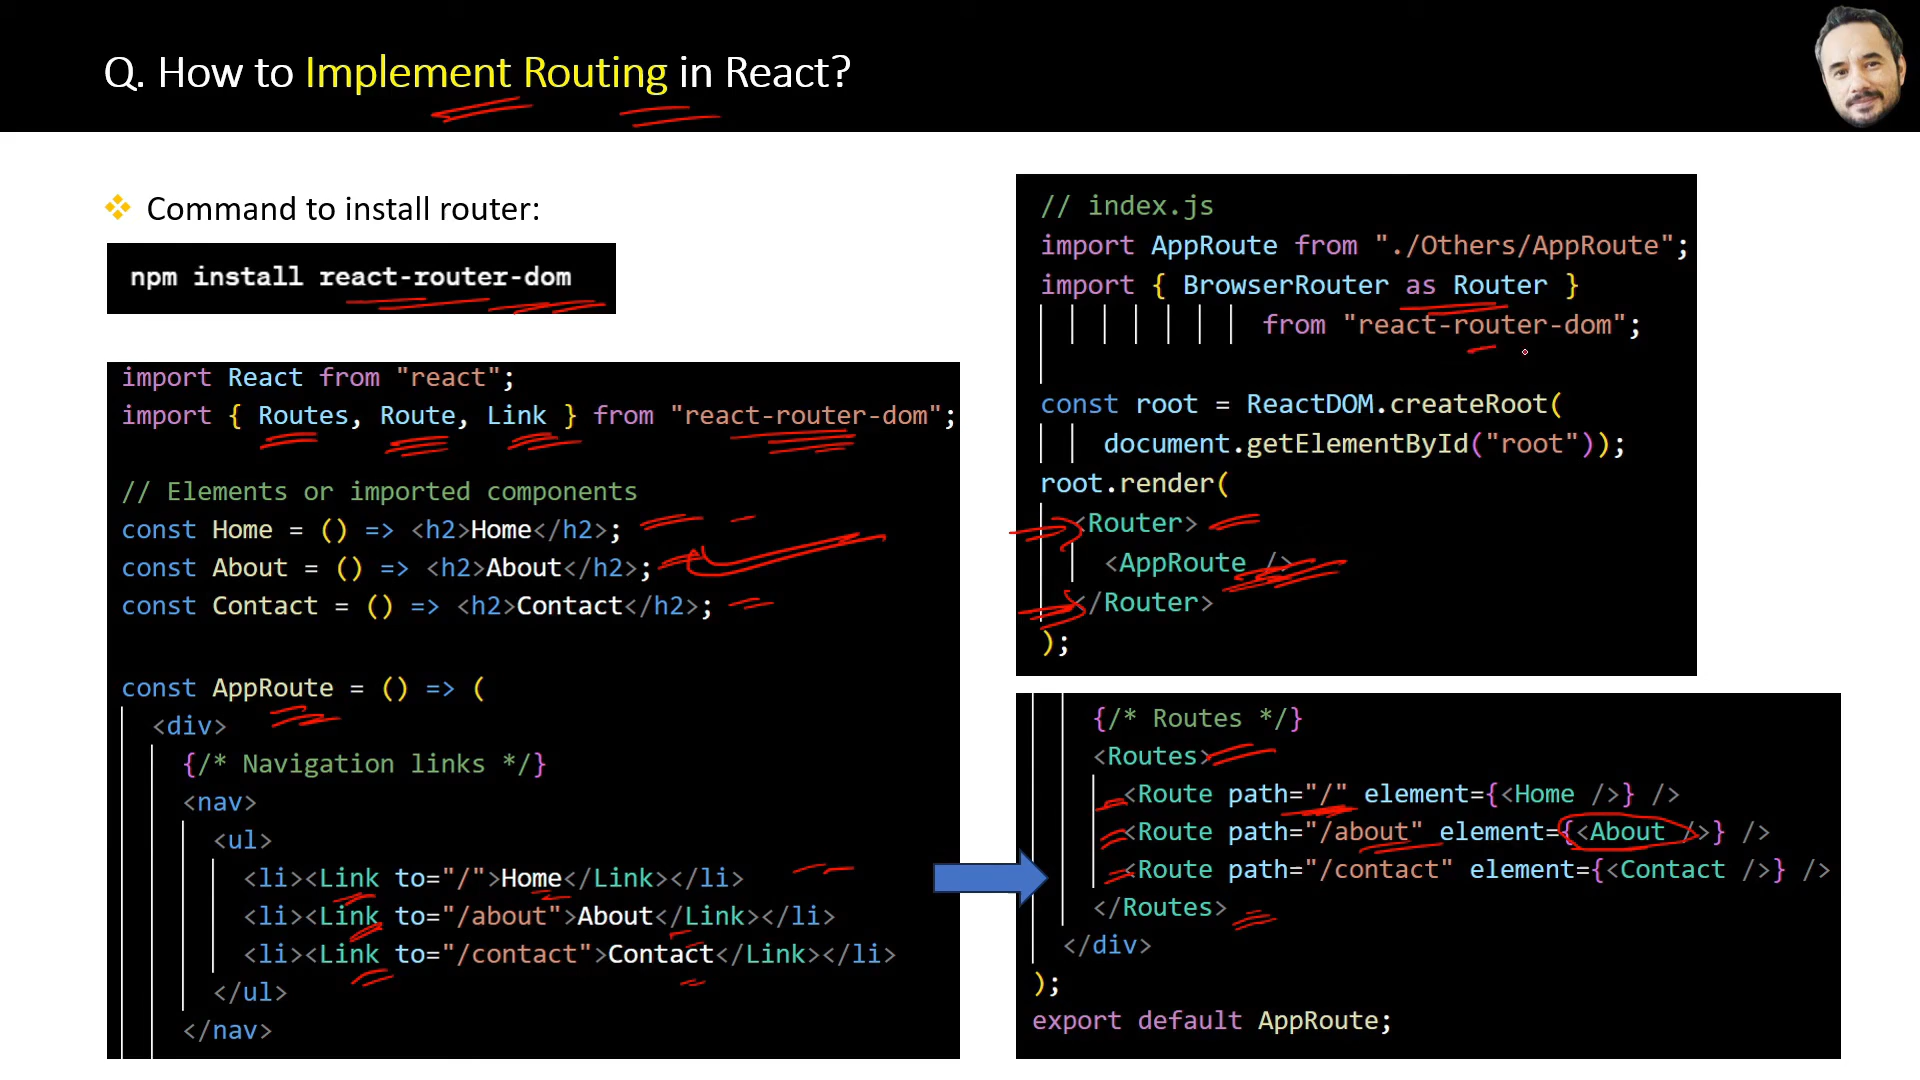 Q. How to Implement Routing in React?
Command to install router:
npm install react-router-dom
import React from "react";
import { Routes, Route, Link } from "react-router-dom";
// Elements or imported components
const Home = () => <h2>Home</h2>;
const About = () => <h2>About</h2>;
const Contact = () => <h2>Contact</h2>;
const AppRoute = () => (
<div>
{/* Navigation links */}
<nav>
<ul>
<li><Link to="/">Home</Link></li>
<li><Link to="/about">About</Link></li>
<li><Link to="/contact">Contact</Link></li>
</ul>
</nav>
// index.js
import AppRoute from "./Others/AppRoute";
import { BrowserRouter as Router }
from "react-router-dom";
const root = ReactDOM.createRoot(
document.getElementById("root"));
root.render(
<Router>
<AppRoute />
</Router>
);
{/* Routes */}
<Routes>
<Route path="/" element={<Home />} />
<Route path="/about" element={<About />} />
<Route path="/contact" element={<Contact />} />
</Routes>
</div>
);
export default AppRoute;